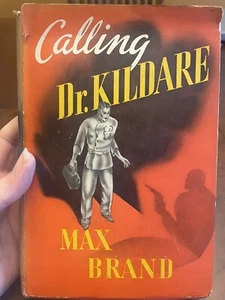 Calling
Dr. KILDARE
MAX
BRAND